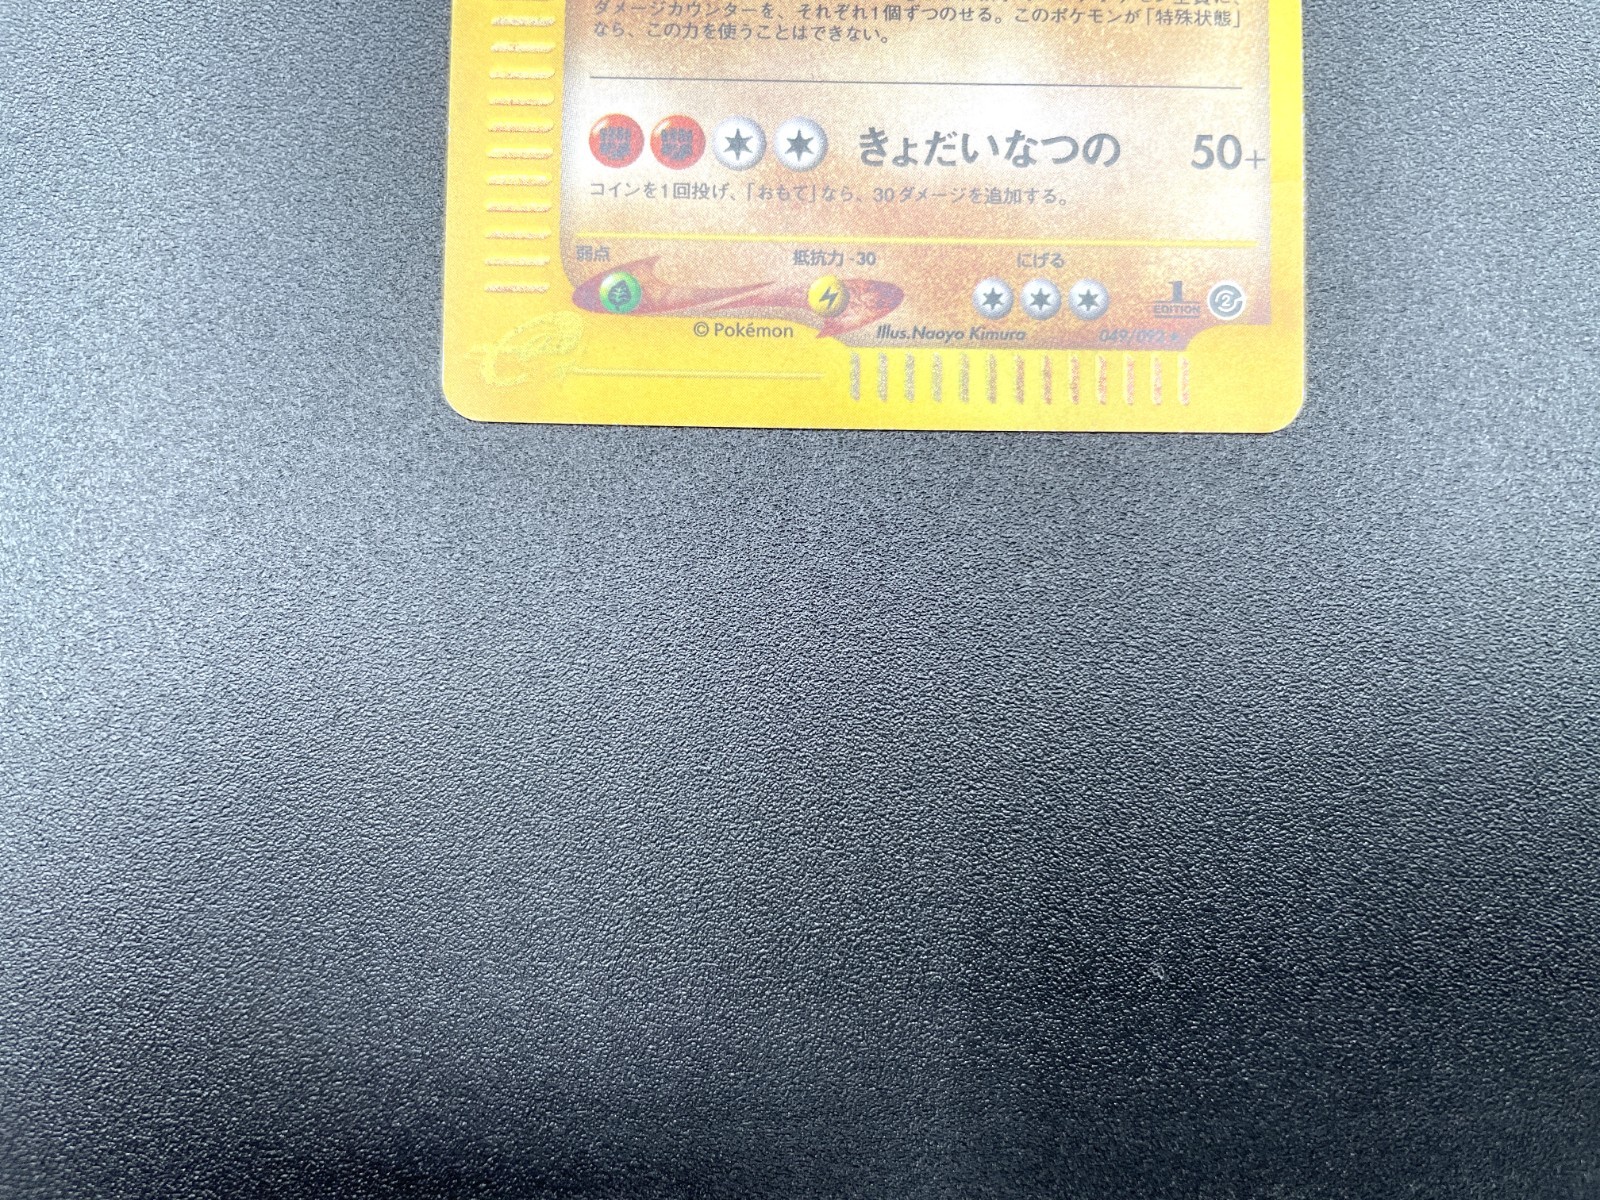 ダメージカウンターを、それぞれ1個ずつのせる。このポケモンが「特殊状態」
なら、この力を使うことはできない。
きょだいなつの 50+
コインを1回投げ、「おもて」なら、30ダメージを追加する。
弱点 抵抗力 -30 にげる
1 EDITION
© Pokémon Illus. Naoyo Kimura 049/092 ★